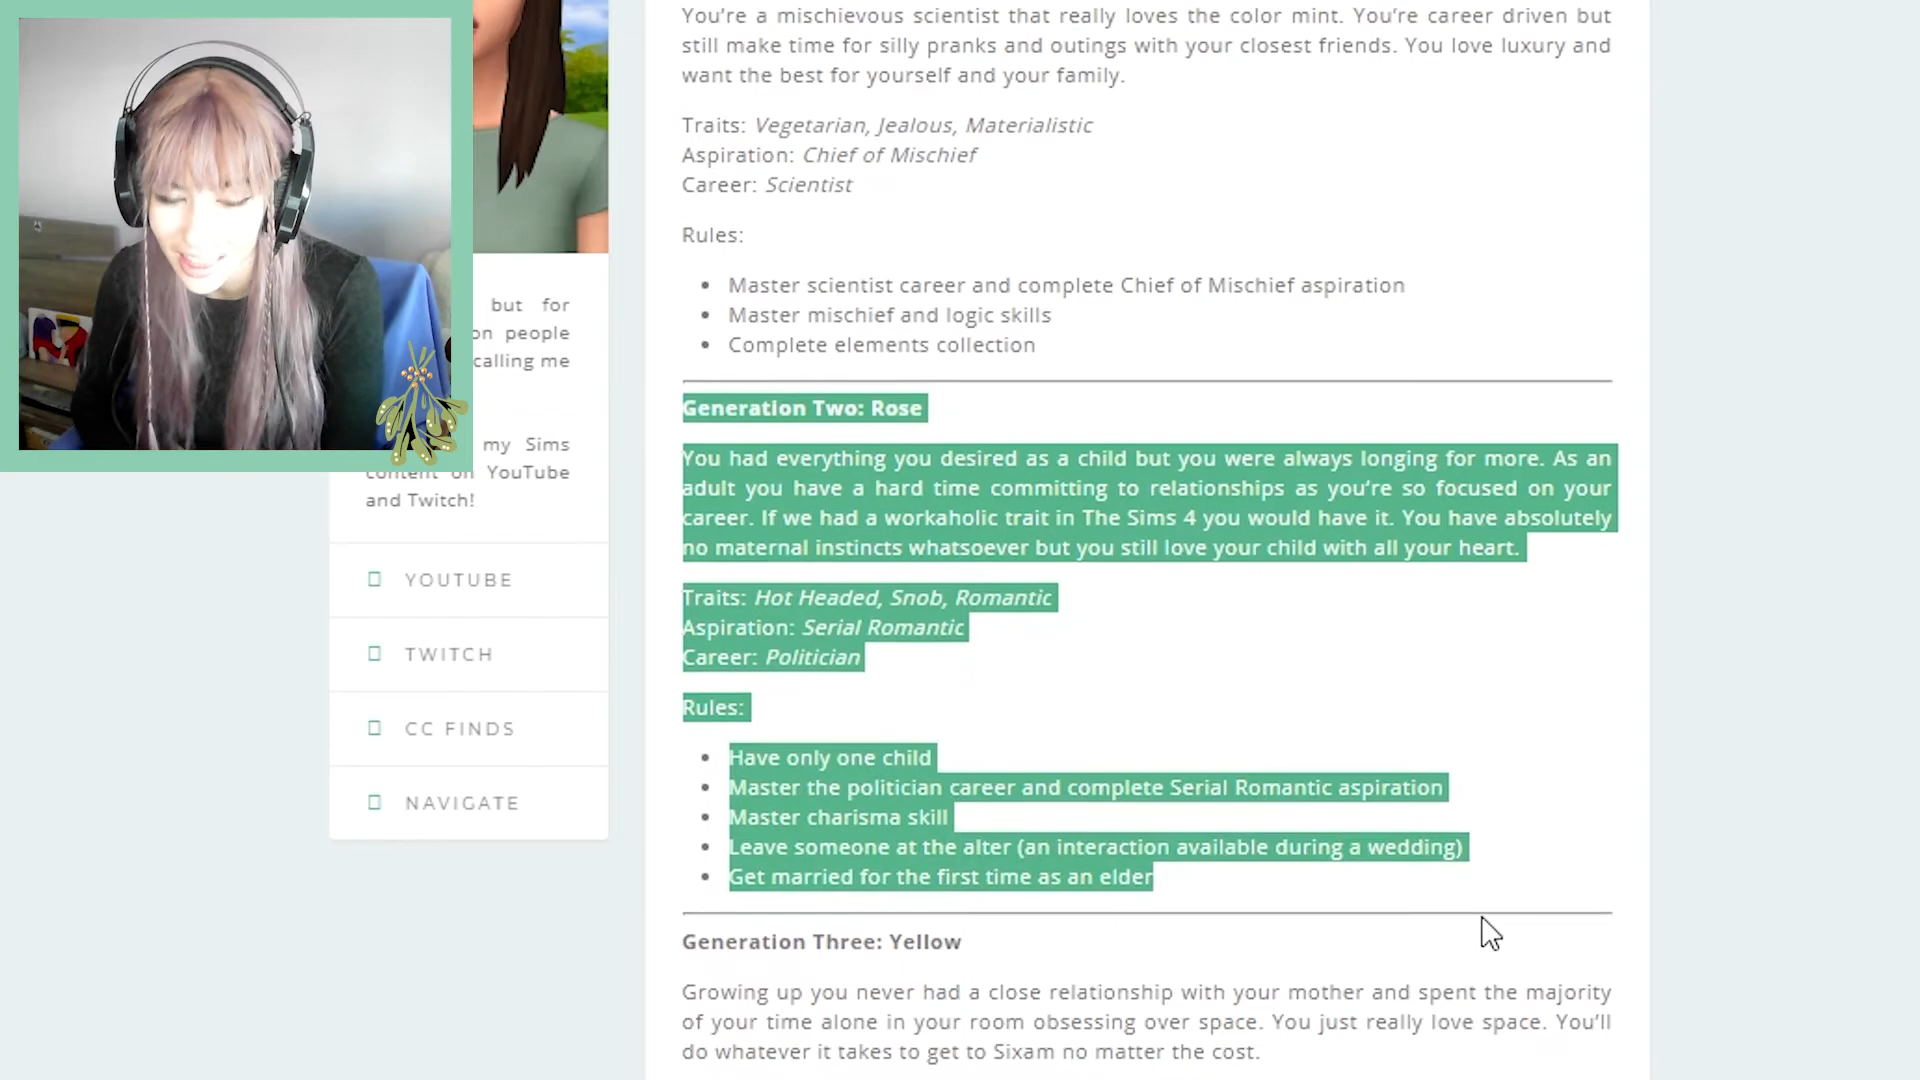 but for
on people
calling me
my Sims
content on YouTube
and Twitch!
YOUTUBE
TWITCH
CC FINDS
NAVIGATE
You're a mischievous scientist that really loves the color mint. You're career driven but
still make time for silly pranks and outings with your closest friends. You love luxury and
want the best for yourself and your family.
Traits: Vegetarian, Jealous, Materialistic
Aspiration: Chief of Mischief
Career: Scientist
Rules:
Master scientist career and complete Chief of Mischief aspiration
Master mischief and logic skills
Complete elements collection
Generation Two: Rose
You had everything you desired as a child but you were always longing for more. As an
adult you have a hard time committing to relationships as you're so focused on your
career. If we had a workaholic trait in The Sims 4 you would have it. You have absolutely
no maternal instincts whatsoever but you still love your child with all your heart.
Traits: Hot Headed, Snob, Romantic
Aspiration: Serial Romantic
Career: Politician
Rules:
Have only one child
Master the politician career and complete Serial Romantic aspiration
Master charisma skill
Leave someone at the alter (an interaction available during a wedding)
Get married for the first time as an elder
Generation Three: Yellow
Growing up you never had a close relationship with your mother and spent the majority
of your time alone in your room obsessing over space. You just really love space. You'll
do whatever it takes to get to Sixam no matter the cost.